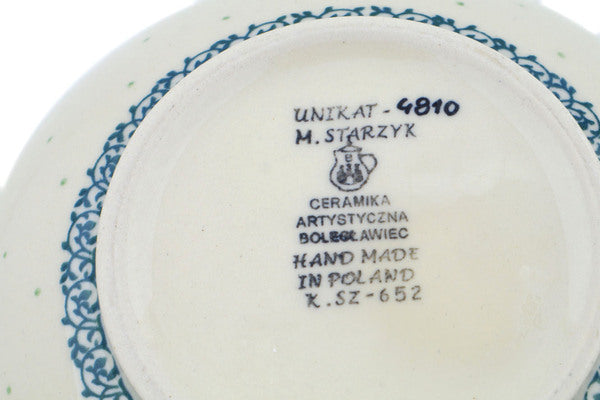 UNIKAT - 4810
M. STARZYK
CERAMIKA
ARTYSTYCZNA
BOLESŁAWIEC
HAND MADE
IN POLAND
K. SZ-652